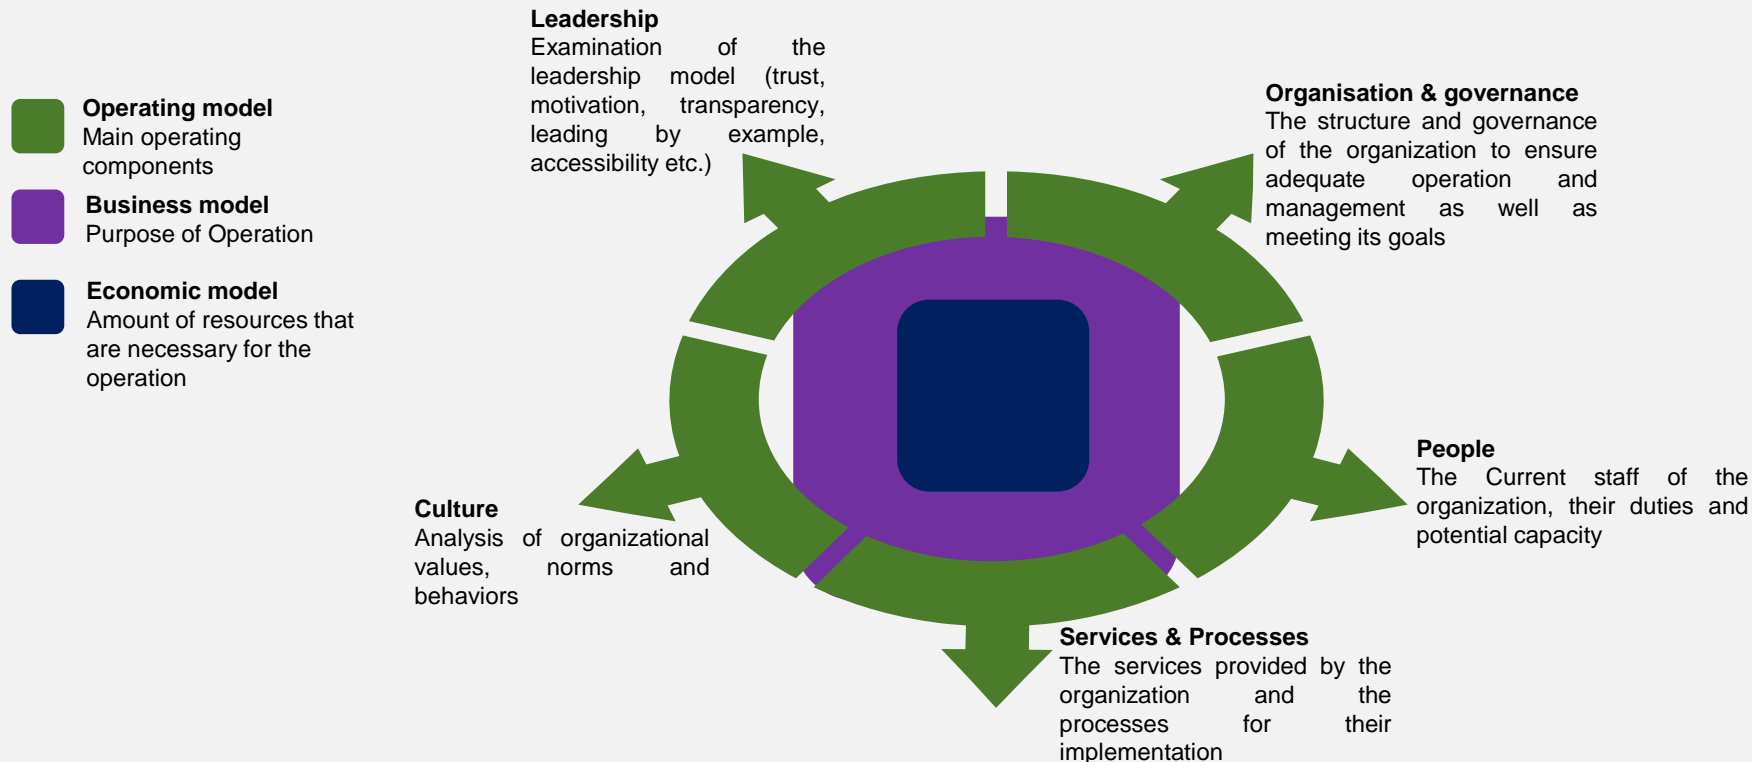 Leadership
Examination of the
leadership model (trust,
motivation, transparency,
leading by example,
accessibility etc.)
Operating model
Main operating
components
Business model
Purpose of Operation
Economic model
Amount of resources that
are necessary for the
operation
Organisation & governance
The structure and governance
of the organization to ensure
adequate operation and
management as well as
meeting its goals
People
The Current staff of the
organization, their duties and
potential capacity
Culture
Analysis of organizational
values, norms and
behaviors
Services & Processes
The services provided by the
organization and the
processes for their
implementation